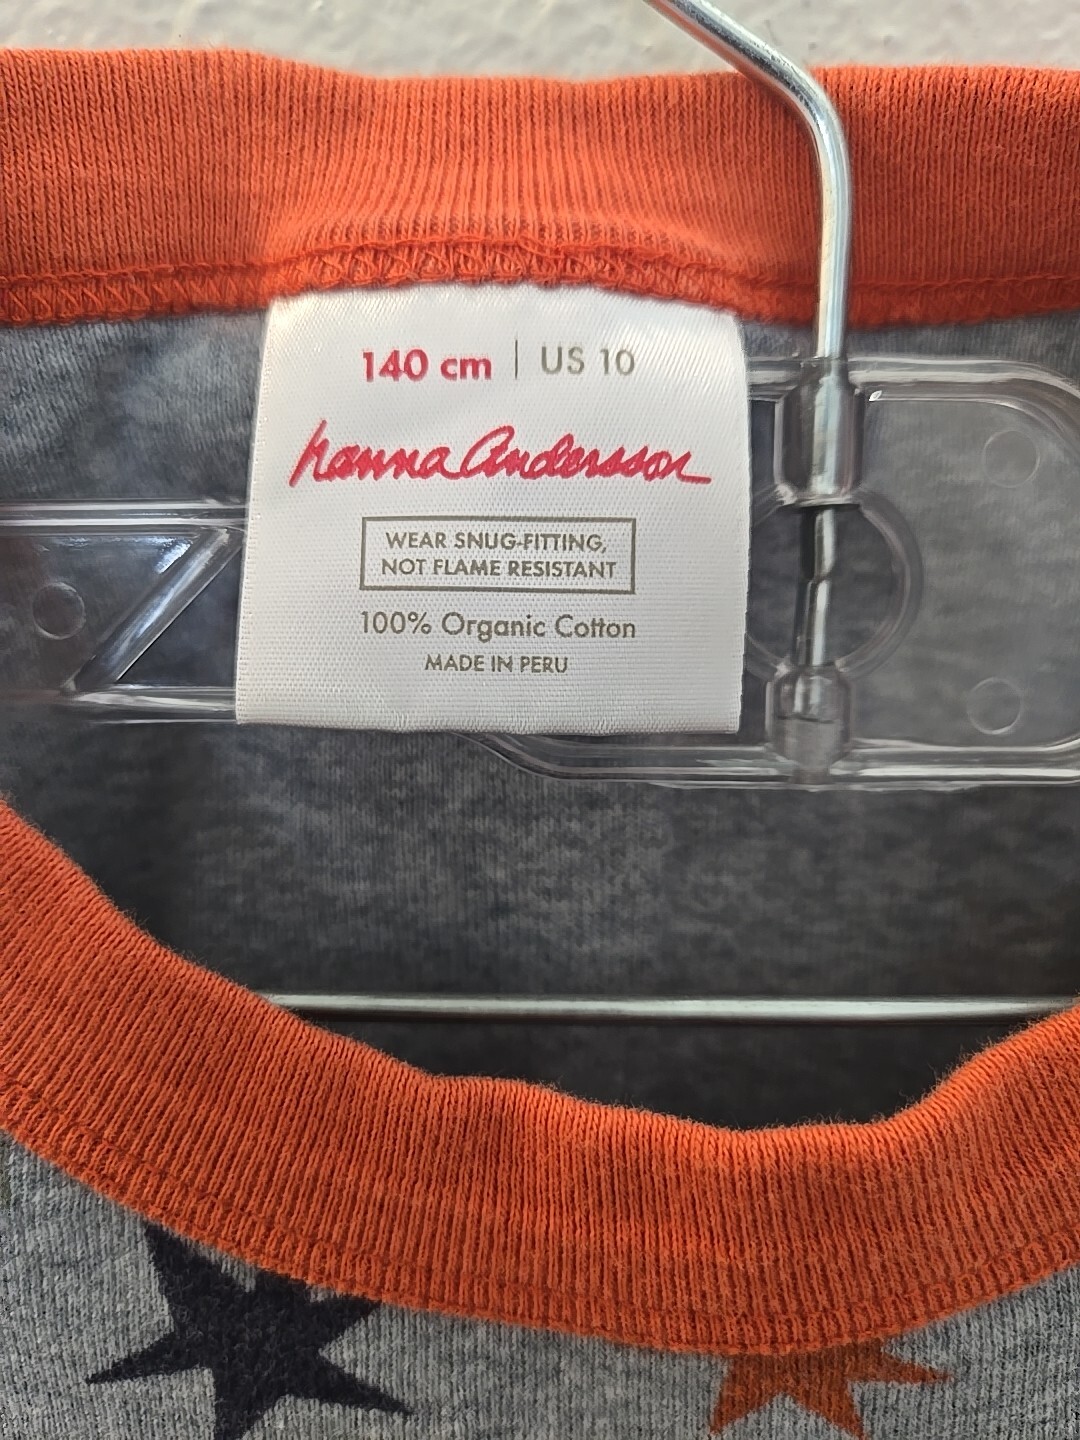 140 cm | US 10
hanna Andersson
WEAR SNUG-FITTING,
NOT FLAME RESISTANT
100% Organic Cotton
MADE IN PERU